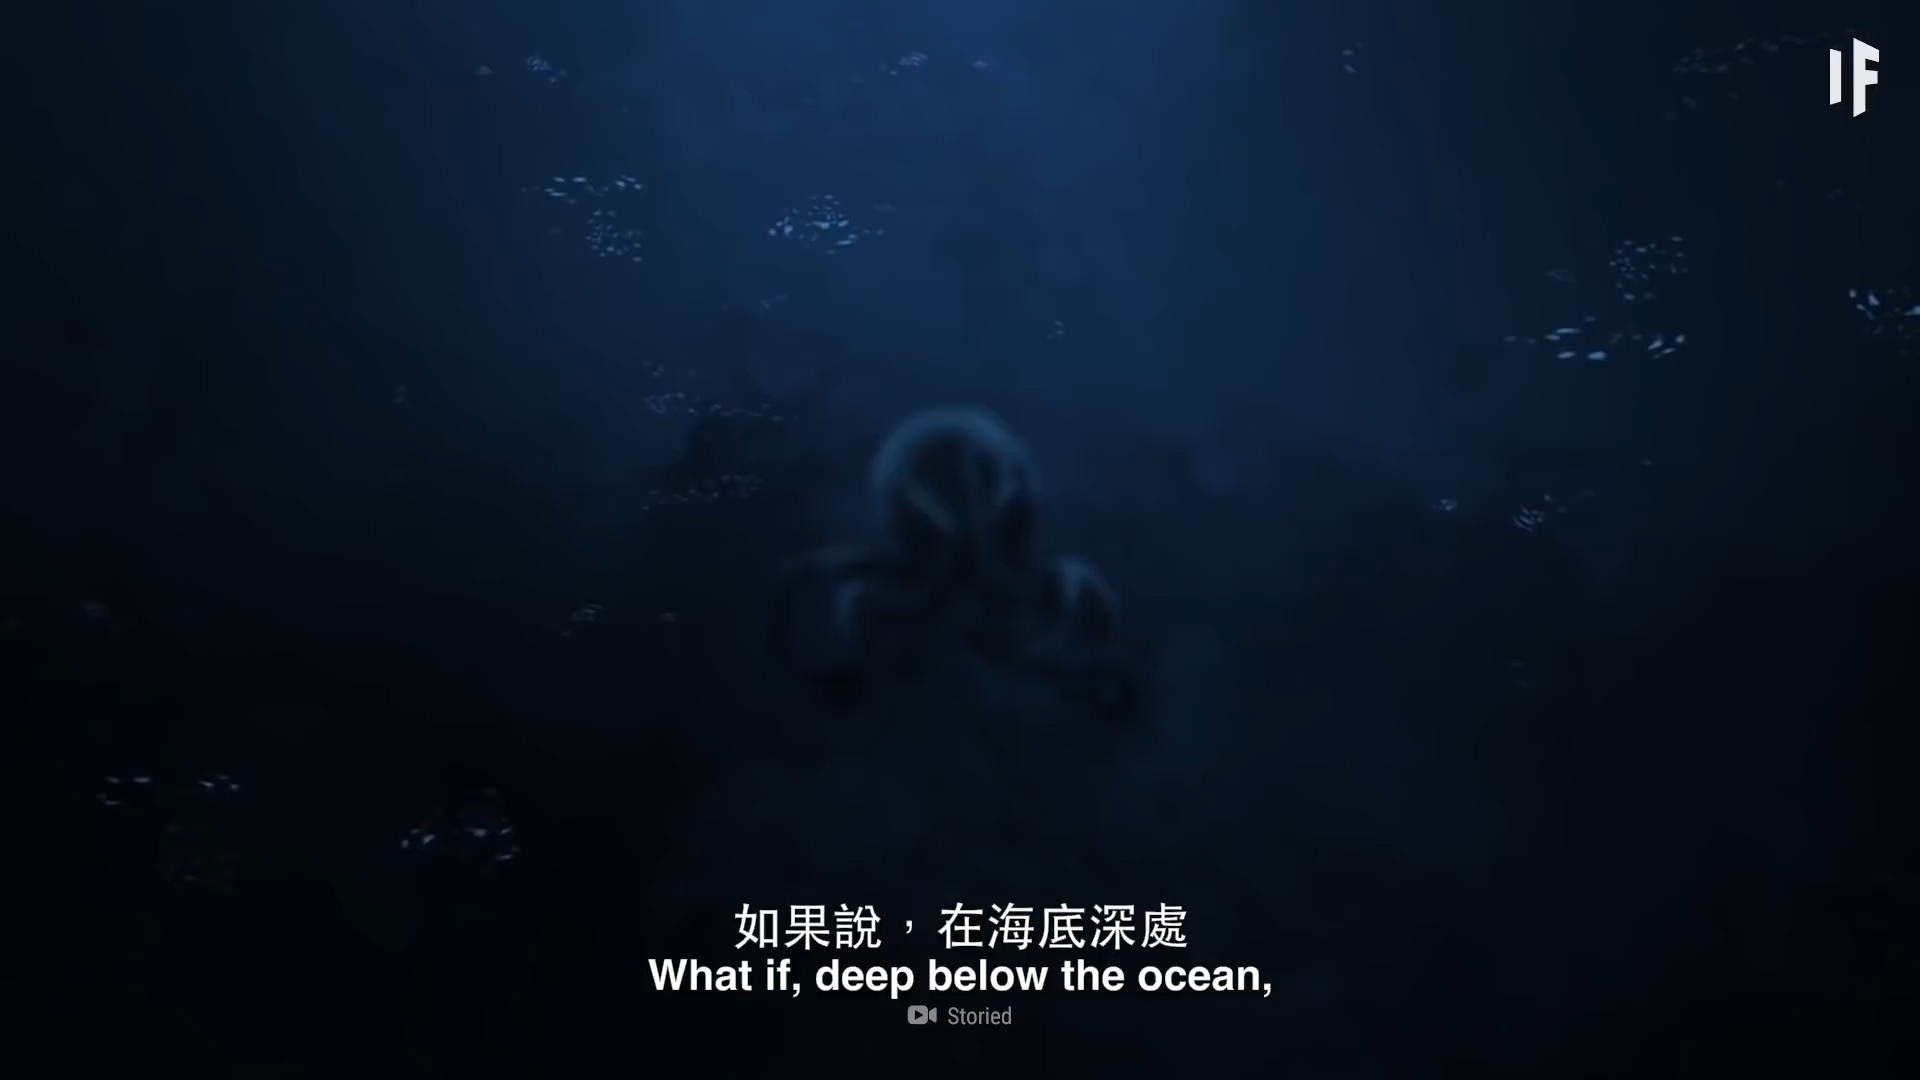 IF
如果說，在海底深處
What if, deep below the ocean,
Storied